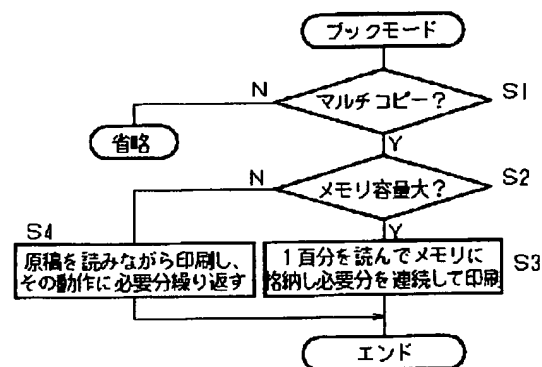 ブックモード
N
マルチコピー?
S1
省略
Y
N
メモリ容量大?
S2
S4
Y
原稿を読みながら印刷し、
その動作に必要分繰り返す
1百分を読んでメモリに
格納し必要分を連続して印刷
S3
エンド